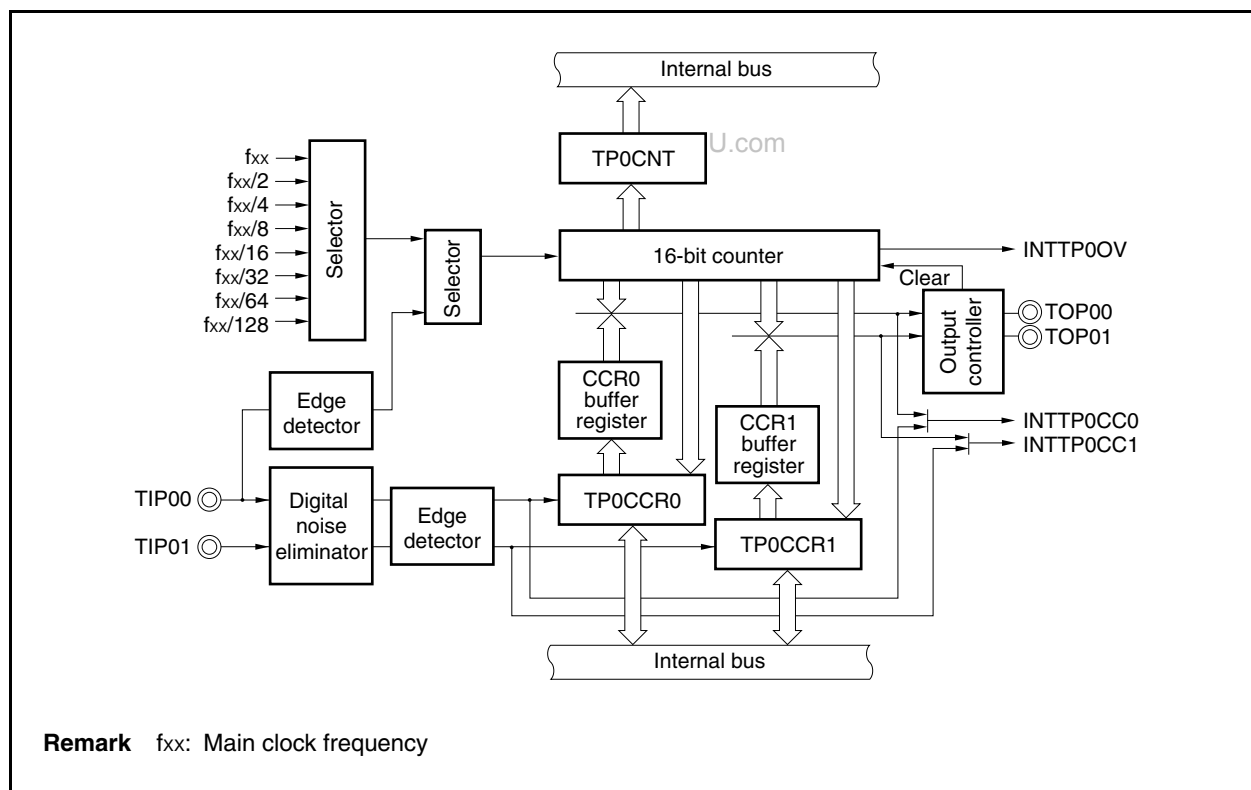 Internal bus
U.com
TP0CNT
fxx
fxx/2
fxx/4
fxx/8
fxx/16
fxx/32
fxx/64
fxx/128
Selector
Selector
16-bit counter
INTTP0OV
Clear
TOP00
TOP01
Output
controller
CCR0
buffer
register
CCR1
buffer
register
INTTP0CC0
INTTP0CC1
Edge
detector
TIP00
TIP01
Digital
noise
eliminator
Edge
detector
TP0CCR0
TP0CCR1
Internal bus
Remark fxx: Main clock frequency